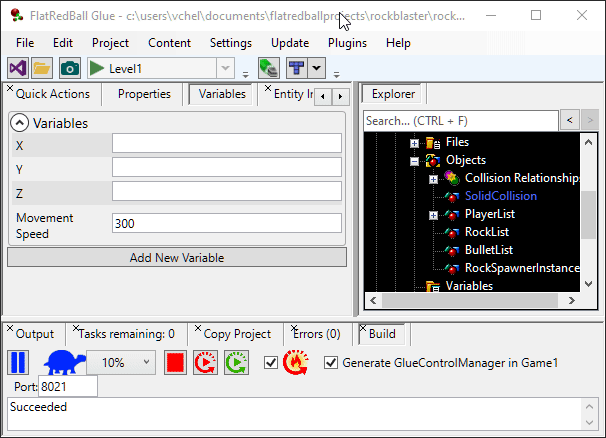 FlatRedBall Glue - c:\users\vchel\documents\flatredballprojects\rockblaster\rock...
File Edit Project Content Settings Update Plugins Help
Level1
Quick Actions Properties Variables Entity In
Explorer
Variables
X
Y
Z
Movement
Speed
300
Add New Variable
Search... (CTRL + F)
< >
Files
Objects
Collision Relationships
SolidCollision
PlayerList
RockList
BulletList
RockSpawnerInstance
Variables
Output Tasks remaining: 0 Copy Project Errors (0) Build
10% Generate GlueControlManager in Game1
Port: 8021
Succeeded